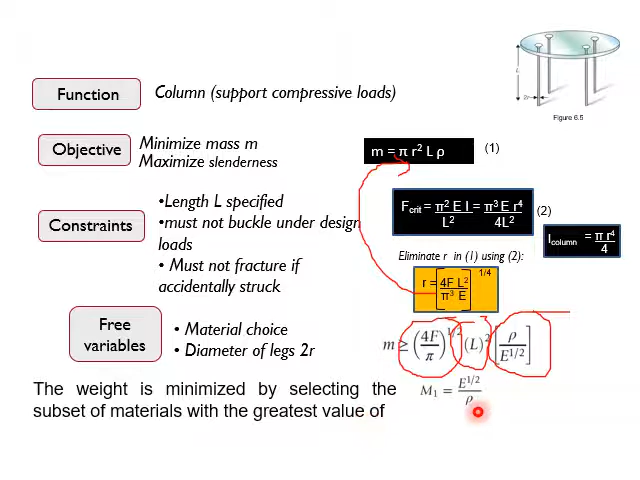 Function
Column (support compressive loads)
L
2r
Figure 6.5
Objective
Minimize mass m
Maximize slenderness
m = π r² L ρ
(1)
Constraints
•Length L specified
•must not buckle under design
loads
• Must not fracture if
accidentally struck
F_crit = π² E I / L² = π³ E r⁴ / 4L²
(2)
I_column = π r⁴ / 4
Eliminate r in (1) using (2):
r = [4F L² / π³ E]^1/4
Free
variables
• Material choice
• Diameter of legs 2r
m ≥ (4F/π)^1/2 (L)² [ρ/E^1/2]
The weight is minimized by selecting the
subset of materials with the greatest value of
M₁ = E^1/2 / ρ